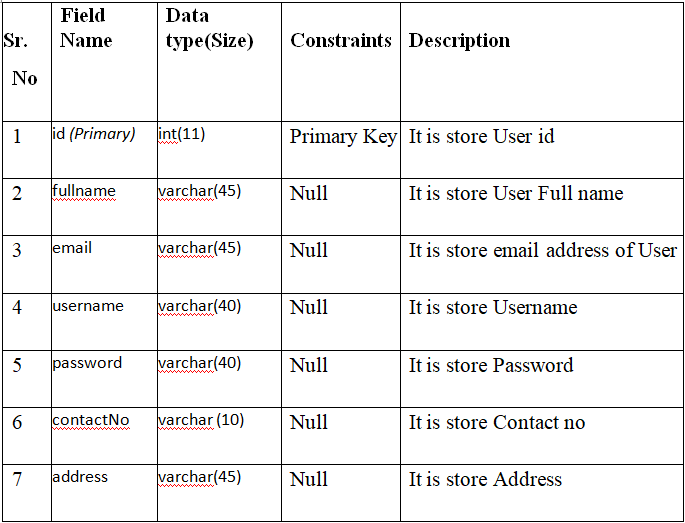 Sr. No Field Name Data type(Size) Constraints Description
1 id (Primary) int(11) Primary Key It is store User id
2 fullname varchar(45) Null It is store User Full name
3 email varchar(45) Null It is store email address of User
4 username varchar(40) Null It is store Username
5 password varchar(40) Null It is store Password
6 contactNo varchar (10) Null It is store Contact no
7 address varchar(45) Null It is store Address